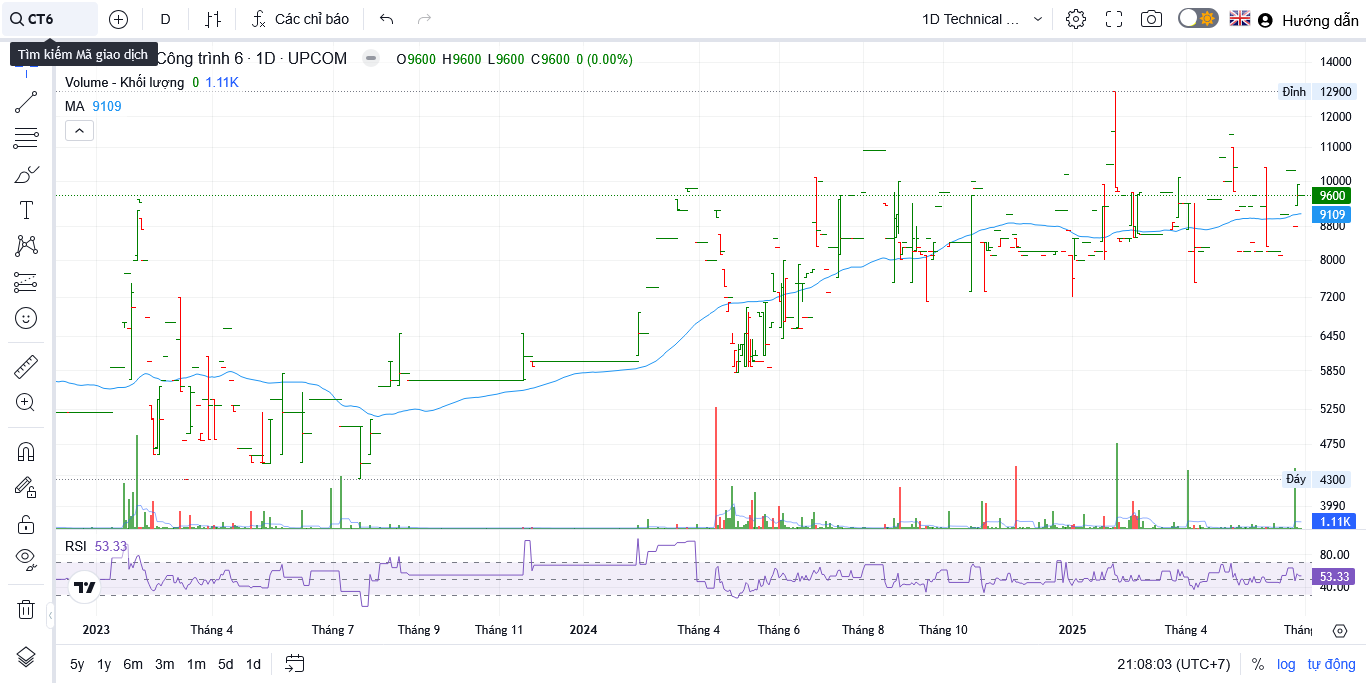 CT6
D
Các chỉ báo
1D Technical ...
Hướng dẫn
Tìm kiếm Mã giao dịch
Công trình 6 · 1D · UPCOM
O9600 H9600 L9600 C9600 0 (0.00%)
Volume - Khối lượng 0 1.11K
MA 9109
14000
Đỉnh 12900
12000
11000
10000
9600
9109
8800
8000
7200
6450
5850
5250
4750
Đáy 4300
3990
1.11K
RSI 53.33
80.00
53.33
40.00
2023 Tháng 4 Tháng 7 Tháng 9 Tháng 11 2024 Tháng 4 Tháng 6 Tháng 8 Tháng 10 2025 Tháng 4
5y 1y 6m 3m 1m 5d 1d
21:08:03 (UTC+7) % log tự động